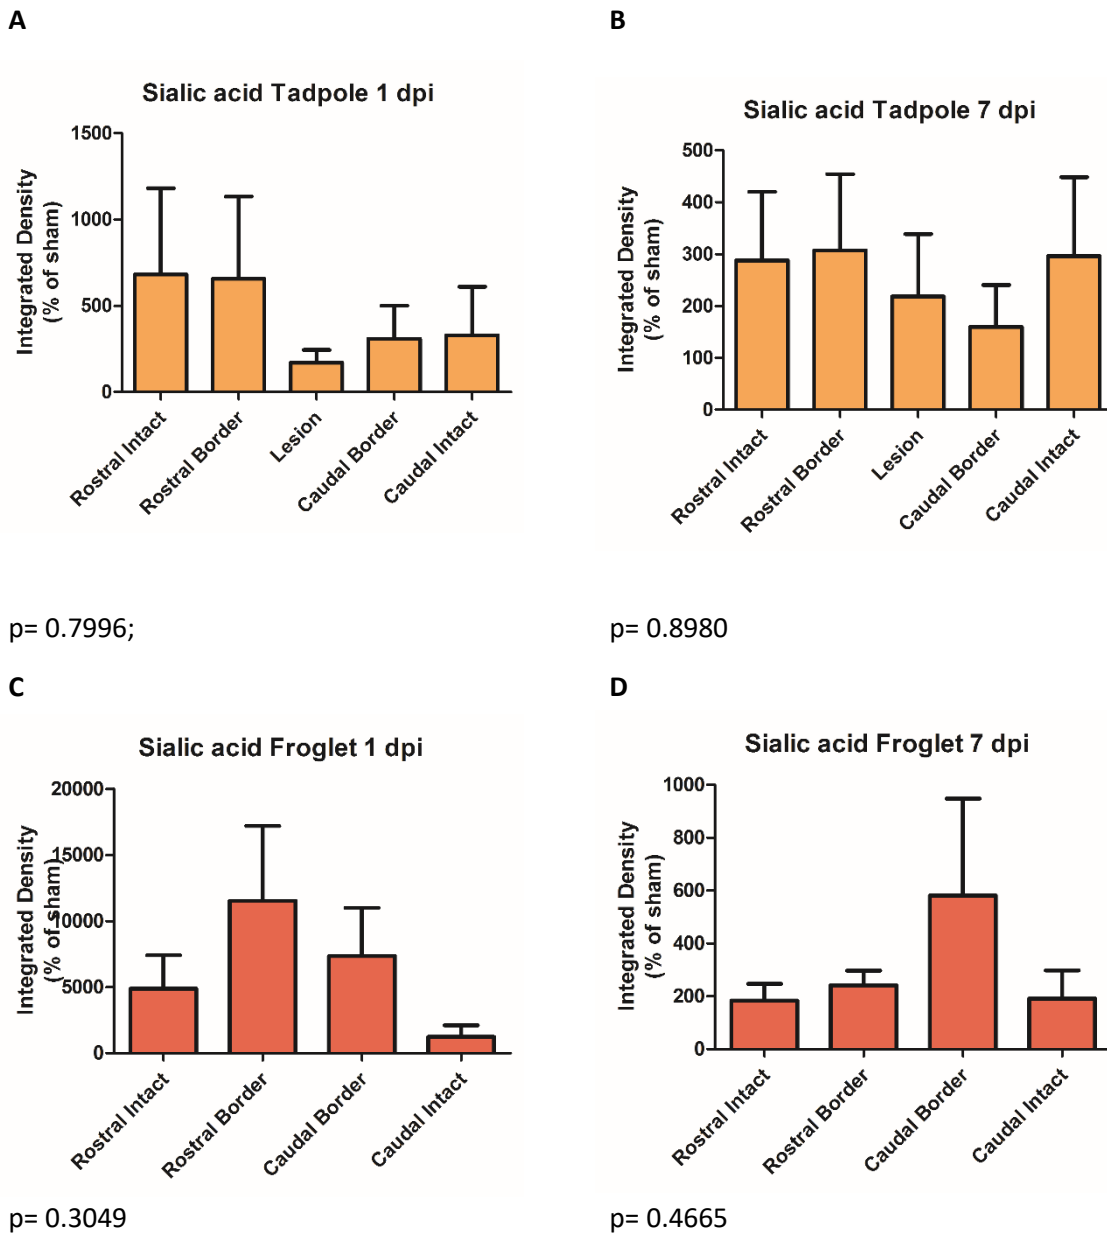 A
Sialic acid Tadpole 1 dpi
Integrated Density
(% of sham)
1500
1000
500
0
Rostral Intact
Rostral Border
Lesion
Caudal Border
Caudal Intact
p= 0.7996;
B
Sialic acid Tadpole 7 dpi
Integrated Density
(% of sham)
500
400
300
200
100
0
Rostral Intact
Rostral Border
Lesion
Caudal Border
Caudal Intact
p= 0.8980
C
Sialic acid Froglet 1 dpi
Integrated Density
(% of sham)
20000
15000
10000
5000
0
Rostral Intact
Rostral Border
Caudal Border
Caudal Intact
p= 0.3049
D
Sialic acid Froglet 7 dpi
Integrated Density
(% of sham)
1000
800
600
400
200
0
Rostral Intact
Rostral Border
Caudal Border
Caudal Intact
p= 0.4665